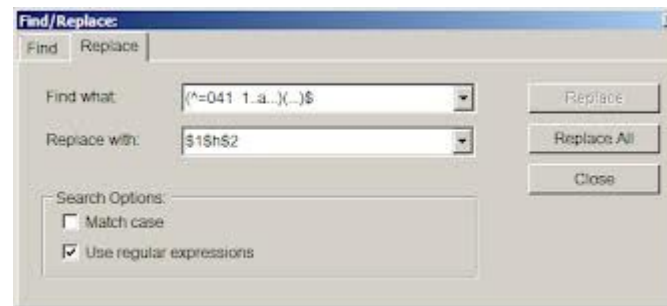 Find/Replace:
Find Replace
Find what: (^=041  1..a...)(...)$ Replace
Replace with: $1$h$2 Replace All
Close
Search Options:
Match case
Use regular expressions